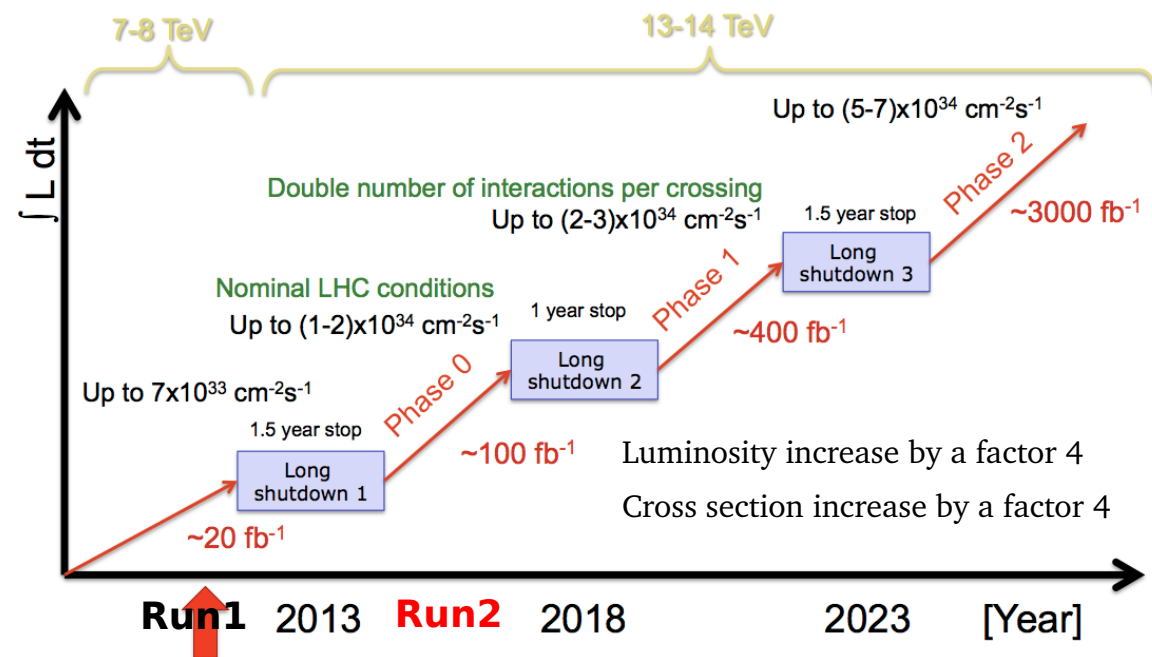 7-8 TeV
13-14 TeV
∫ L dt
Up to (5-7)x10³⁴ cm⁻²s⁻¹
Phase 2
~3000 fb⁻¹
Double number of interactions per crossing
Up to (2-3)x10³⁴ cm⁻²s⁻¹
1.5 year stop
Long
shutdown 3
Phase 1
~400 fb⁻¹
Nominal LHC conditions
Up to (1-2)x10³⁴ cm⁻²s⁻¹
1 year stop
Long
shutdown 2
Phase 0
~100 fb⁻¹
Up to 7x10³³ cm⁻²s⁻¹
1.5 year stop
Long
shutdown 1
~20 fb⁻¹
Luminosity increase by a factor 4
Cross section increase by a factor 4
Run1 2013 Run2 2018 2023 [Year]